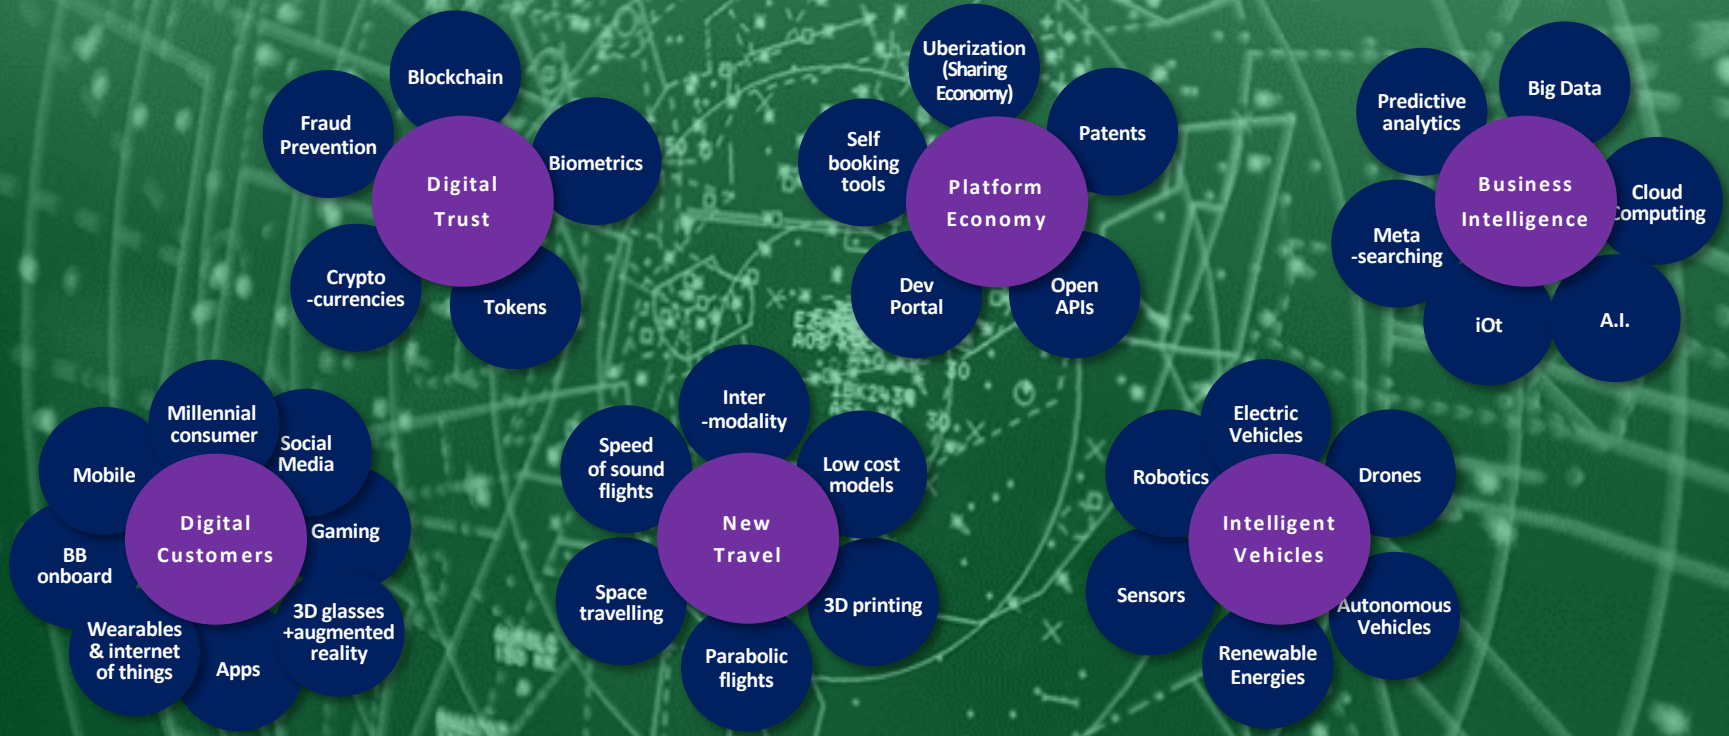 Blockchain
Fraud
Prevention
Biometrics
Digital
Trust
Crypto
-currencies
Tokens
Uberization
(Sharing
Economy)
Self
booking
tools
Patents
Platform
Economy
Dev
Portal
Open
APIs
Big Data
Predictive
analytics
Business
Intelligence
Cloud
Computing
Meta
-searching
iOt
A.I.
Millennial
consumer
Social
Media
Mobile
Gaming
Digital
Customers
BB
onboard
3D glasses
+augmented
reality
Wearables
& internet
of things
Apps
Inter
-modality
Speed
of sound
flights
Low cost
models
New
Travel
Space
travelling
3D printing
Parabolic
flights
Electric
Vehicles
Robotics
Drones
Intelligent
Vehicles
Sensors
Autonomous
Vehicles
Renewable
Energies
30
30